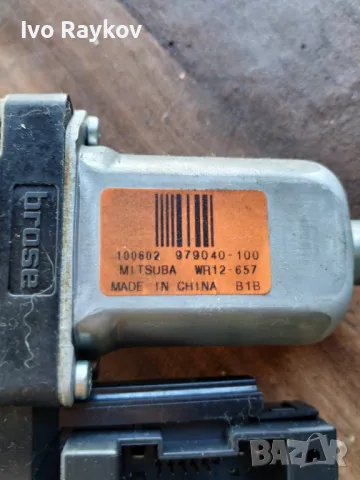 Ivo Raykov
brose
100602 979040-100
MITSUBA WR12-657
MADE IN CHINA B1B
BAZAR